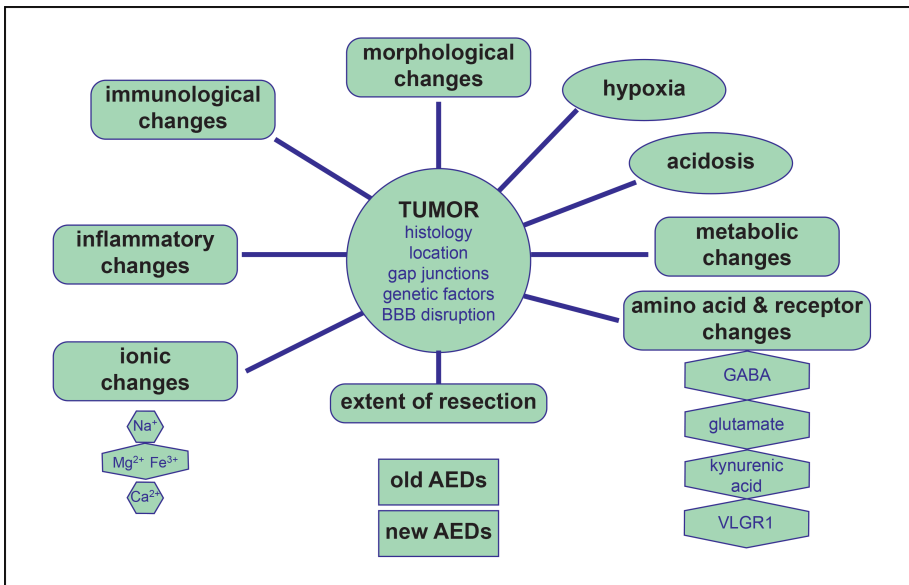 morphological
changes
hypoxia
immunological
changes
acidosis
TUMOR
histology
location
gap junctions
genetic factors
BBB disruption
inflammatory
changes
metabolic
changes
amino acid & receptor
changes
ionic
changes
extent of resection
GABA
glutamate
kynurenic
acid
VLGR1
Na⁺
Mg²⁺ Fe³⁺
Ca²⁺
old AEDs
new AEDs